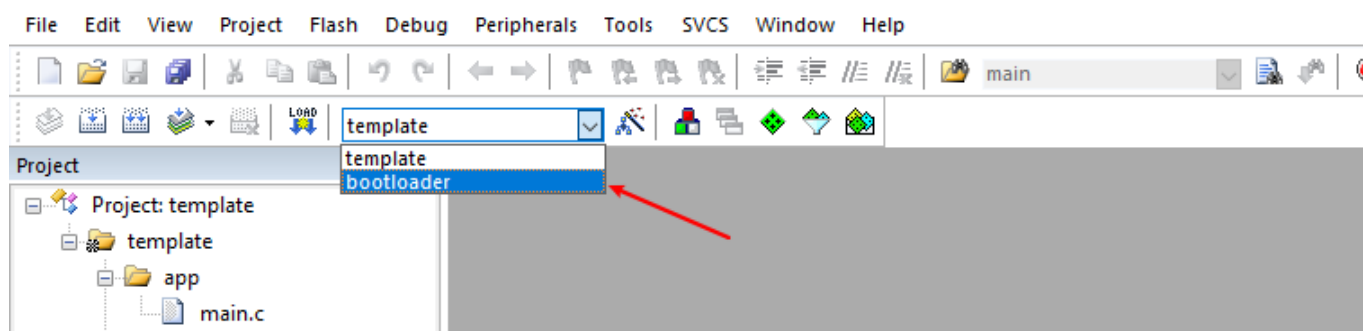 File Edit View Project Flash Debug Peripherals Tools SVCS Window Help
main
LOAD template
template
bootloader
Project
Project: template
template
app
main.c